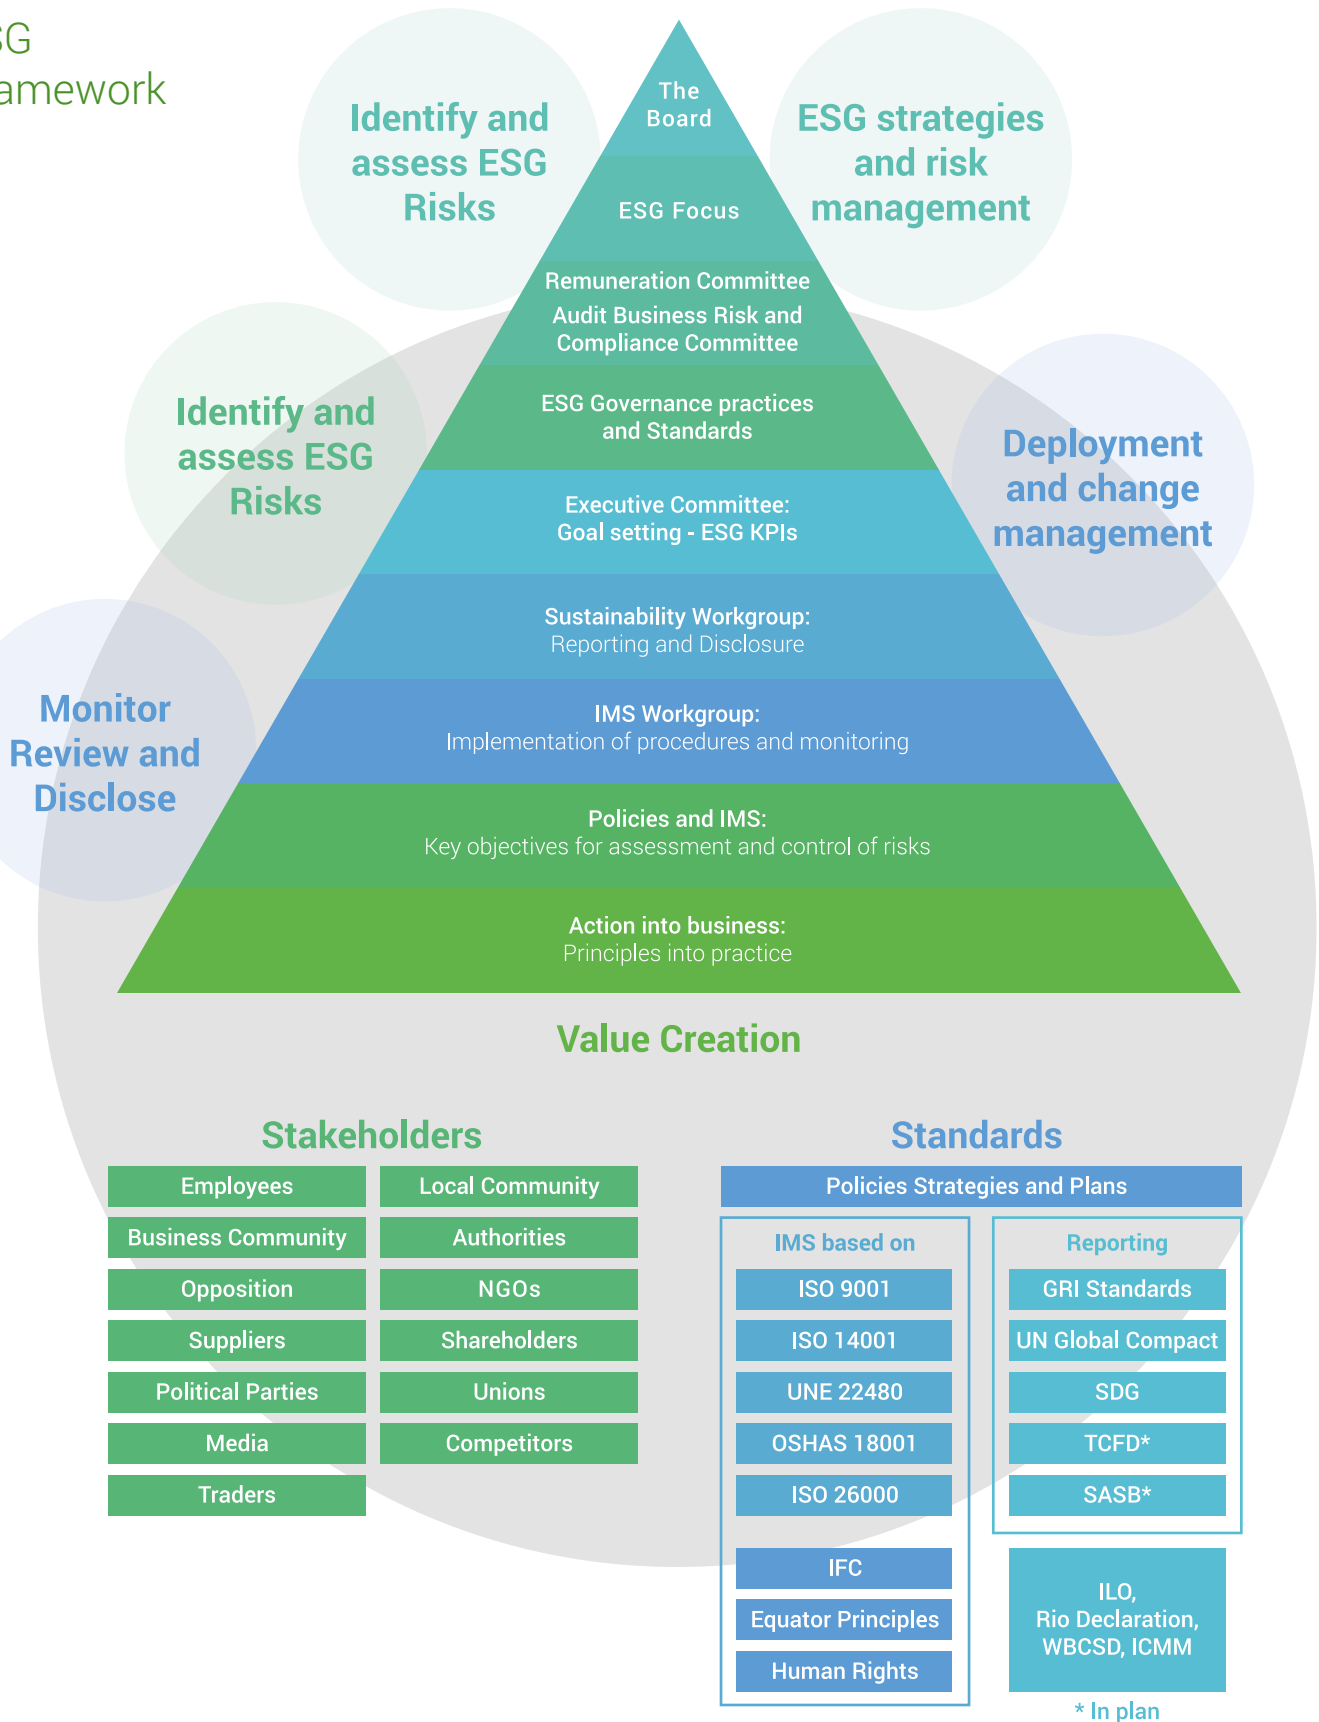 SG
amework
The
Board
Identify and
assess ESG
Risks
ESG strategies
and risk
management
ESG Focus
Remuneration Committee
Audit Business Risk and
Compliance Committee
Identify and
assess ESG
Risks
ESG Governance practices
and Standards
Deployment
and change
management
Executive Committee:
Goal setting - ESG KPIs
Sustainability Workgroup:
Reporting and Disclosure
Monitor
Review and
Disclose
IMS Workgroup:
Implementation of procedures and monitoring
Policies and IMS:
Key objectives for assessment and control of risks
Action into business:
Principles into practice
Value Creation
Stakeholders
Employees
Local Community
Business Community
Authorities
Opposition
NGOs
Suppliers
Shareholders
Political Parties
Unions
Media
Competitors
Traders
Standards
Policies Strategies and Plans
IMS based on
ISO 9001
ISO 14001
UNE 22480
OSHAS 18001
ISO 26000
IFC
Equator Principles
Human Rights
Reporting
GRI Standards
UN Global Compact
SDG
TCFD*
SASB*
ILO,
Rio Declaration,
WBCSD, ICMM
* In plan